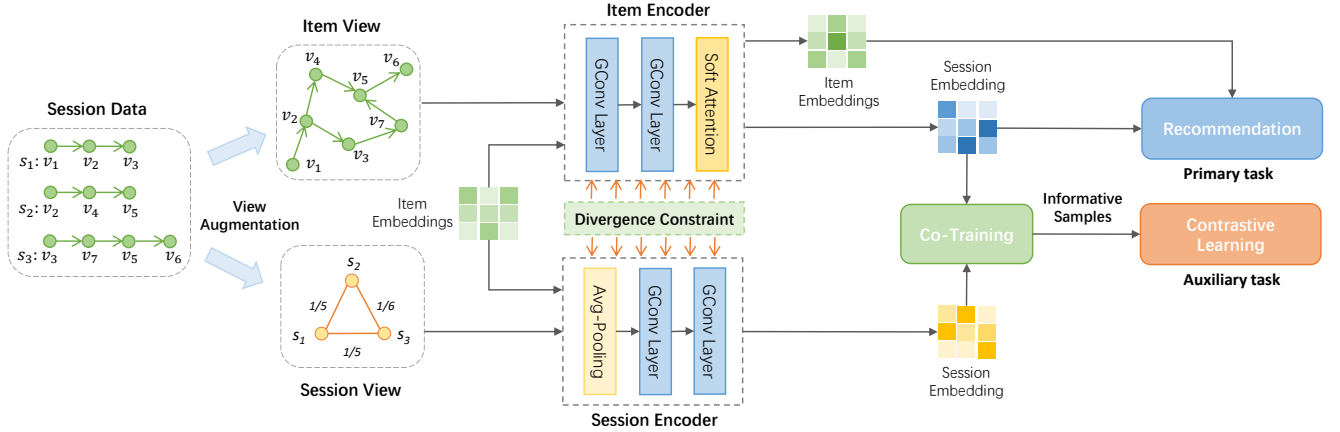 Session Data
s₁: v₁ v₂ v₃
s₂: v₂ v₄ v₅
s₃: v₃ v₇ v₅ v₆
View
Augmentation
Item View
v₄
v₆
v₅
v₂
v₇
v₃
v₁
s₂
1/5
1/6
s₁
s₃
1/5
Session View
Item
Embeddings
Item Encoder
GConv Layer
GConv Layer
Soft Attention
Divergence Constraint
Avg-Pooling
GConv Layer
GConv Layer
Session Encoder
Item
Embeddings
Session
Embedding
Recommendation
Primary task
Co-Training
Informative
Samples
Contrastive
Learning
Auxiliary task
Session
Embedding